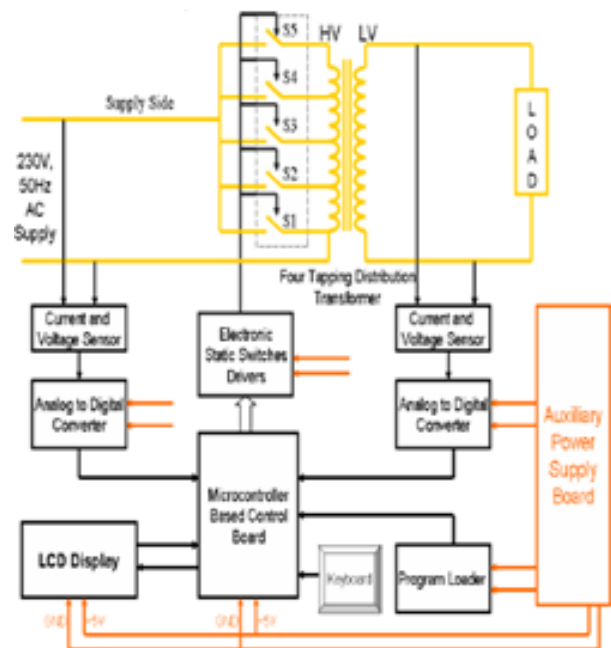 S5
HV
LV
S4
Supply Side
S3
L
O
A
D
230V,
50Hz
AC
Supply
S2
S1
Four Tapping Distribution
Transformer
Current and
Voltage Sensor
Electronic
Static Switches
Drivers
Current and
Voltage Sensor
Analog to Digital
Converter
Analog to Digital
Converter
Auxiliary
Power
Supply
Board
Microcontroller
Based Control
Board
LCD Display
Keyboard
Program Loader
GND
+5V
GND
+5V